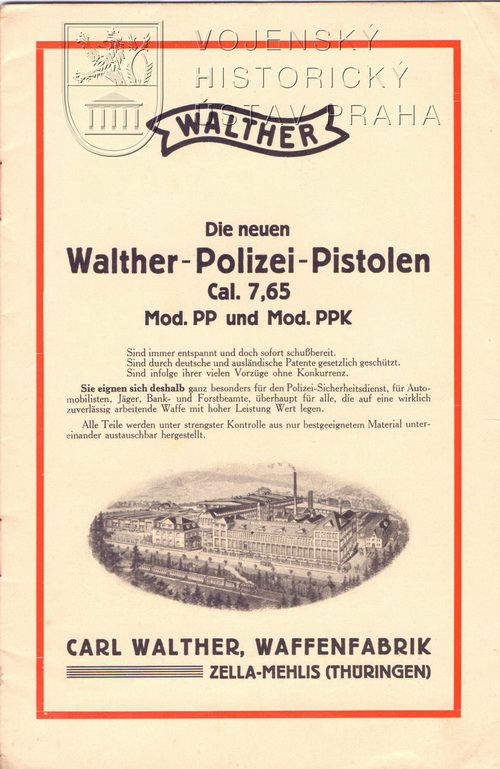 VOJENSKÝ
HISTORICKÝ
ÚSTAV PRAHA
WALTHER
Die neuen
Walther-Polizei-Pistolen
Cal. 7,65
Mod. PP und Mod. PPK
Sind immer entspannt und doch sofort schußbereit.
Sind durch deutsche und ausländische Patente gesetzlich geschützt.
Sind infolge ihrer vielen Vorzüge ohne Konkurrenz.
Sie eignen sich deshalb ganz besonders für den Polizei-Sicherheitsdienst, für Auto-
mobilisten, Jäger, Bank- und Forstbeamte, überhaupt für alle, die auf eine wirklich
zuverlässig arbeitende Waffe mit hoher Leistung Wert legen.
Alle Teile werden unter strengster Kontrolle aus nur bestgeeignetem Material unter-
einander austauschbar hergestellt.
CARL WALTHER, WAFFENFABRIK
ZELLA-MEHLIS (THÜRINGEN)